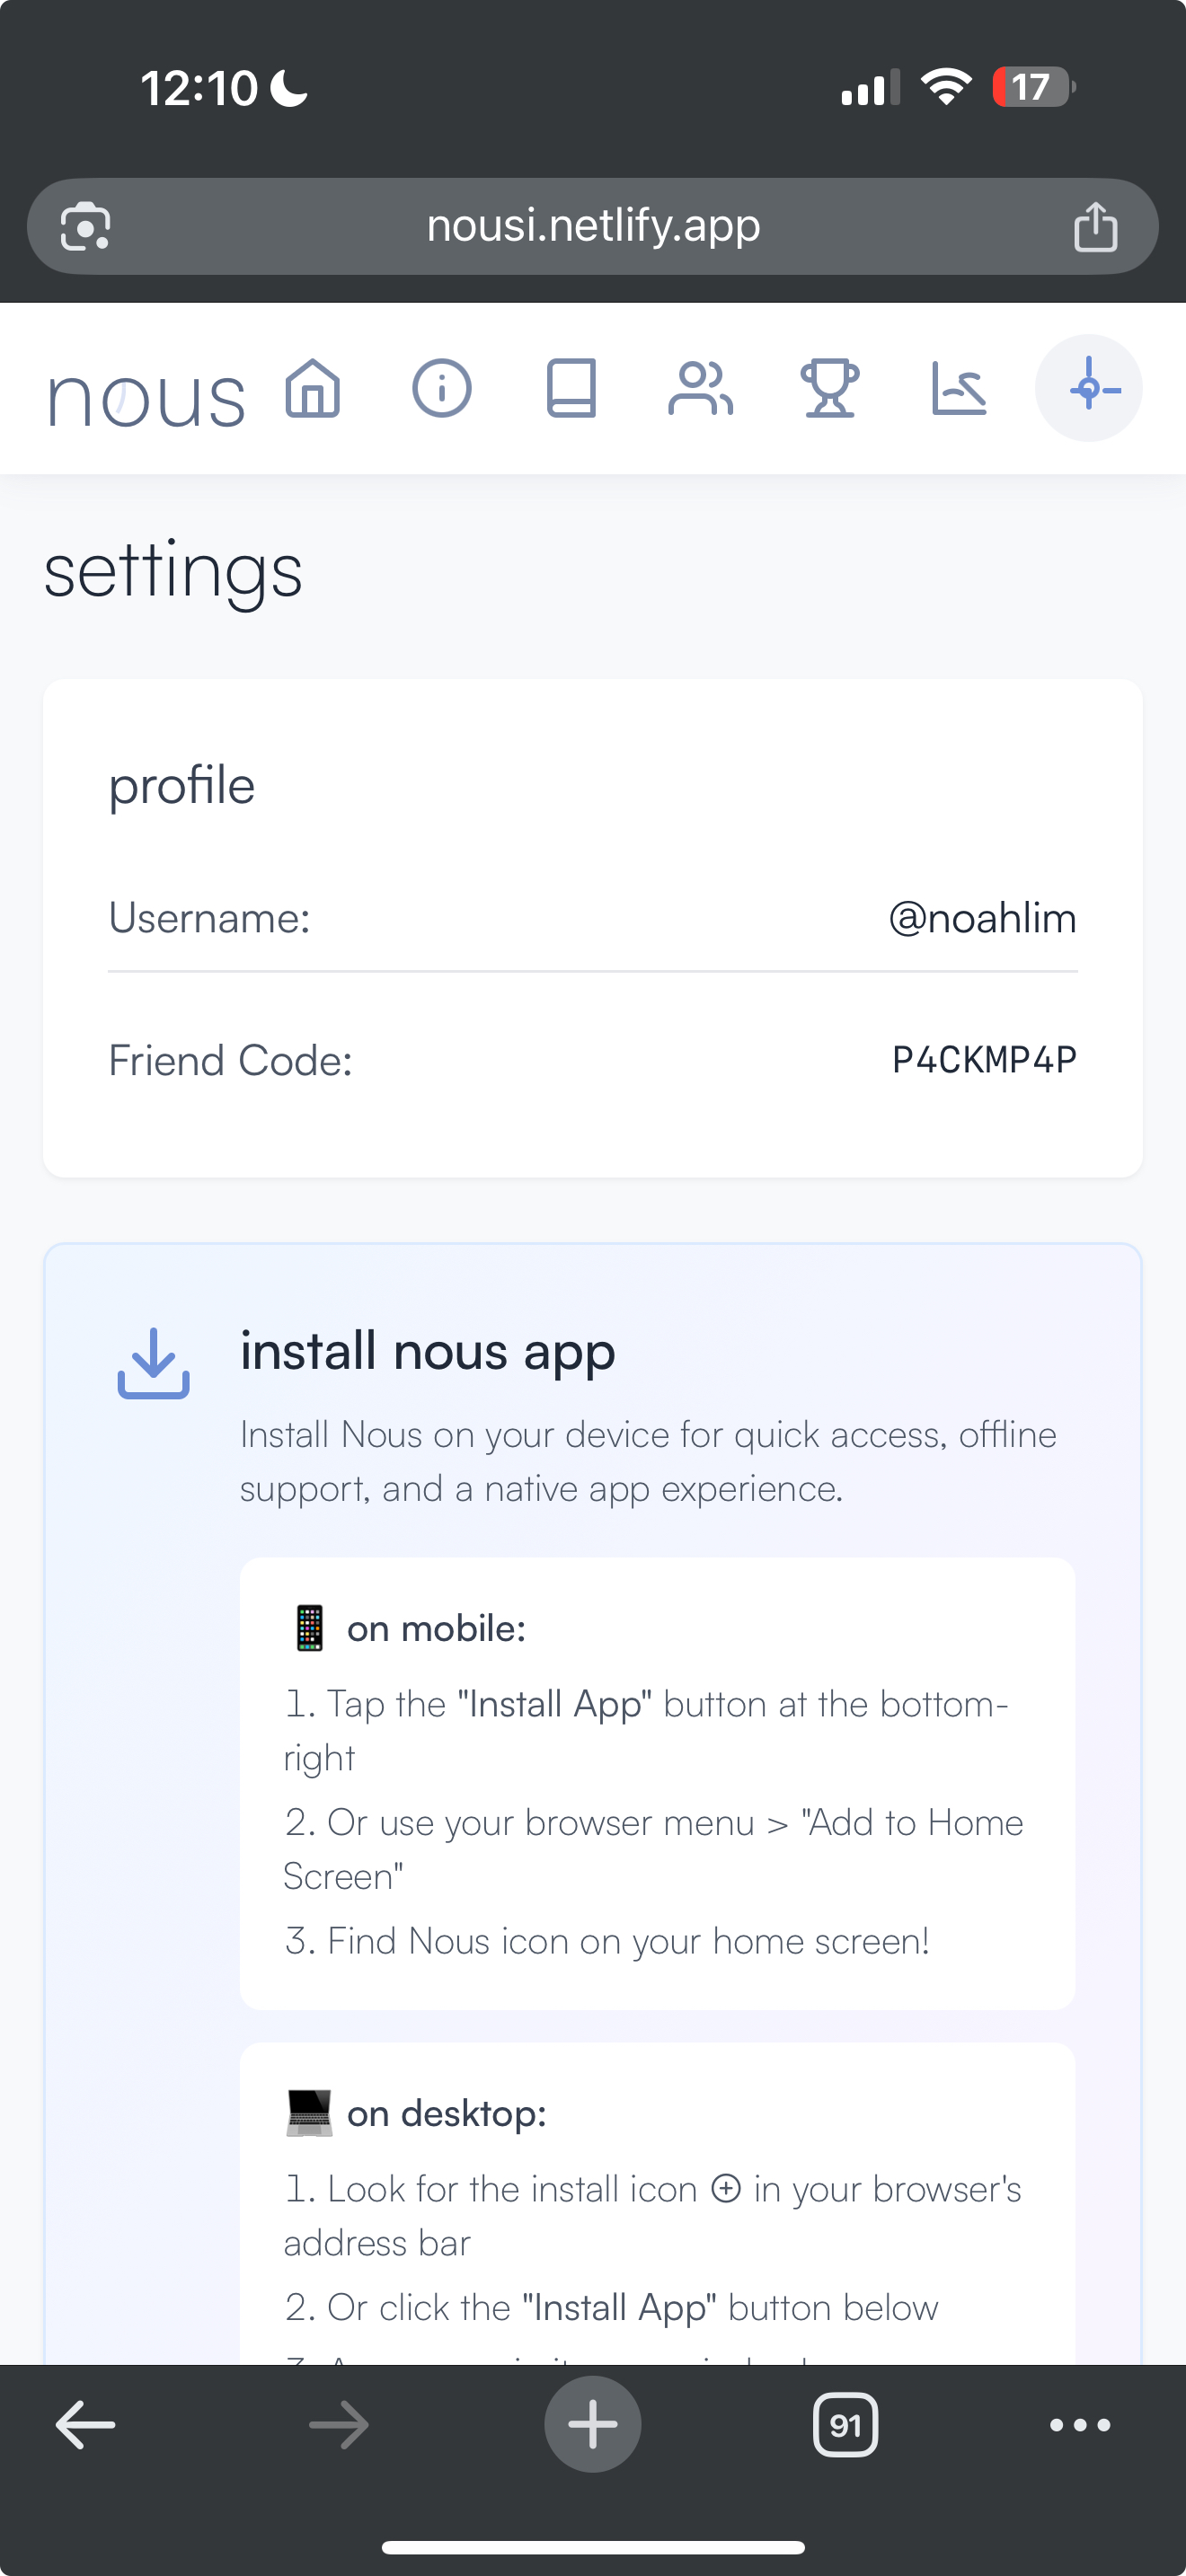 12:10
17
nousi.netlify.app
nous
settings
profile
Username: @noahlim
Friend Code: P4CKMP4P
install nous app
Install Nous on your device for quick access, offline
support, and a native app experience.
on mobile:
1. Tap the "Install App" button at the bottom-
right
2. Or use your browser menu > "Add to Home
Screen"
3. Find Nous icon on your home screen!
on desktop:
1. Look for the install icon ⊕ in your browser's
address bar
2. Or click the "Install App" button below
91